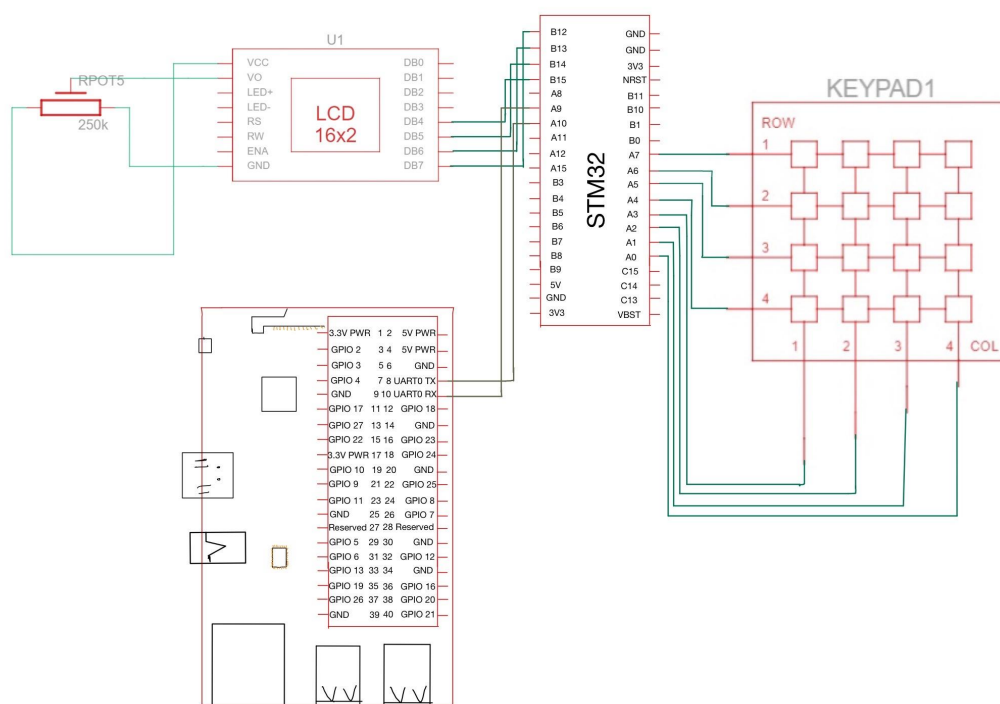 U1
VCC DB0
VO DB1
LED+ DB2
LED- DB3
RS DB4
RW DB5
ENA DB6
GND DB7
LCD
16x2
RPOT5
250k
STM32
B12 GND
B13 GND
B14 3V3
B15 NRST
A8 B11
A9 B10
A10 B1
A11 B0
A12 A7
A15 A6
B3 A5
B4 A4
B5 A3
B6 A2
B7 A1
B8 A0
B9 C15
5V C14
GND C13
3V3 VBST
KEYPAD1
ROW
1
2
3
4
1 2 3 4 COL
3.3V PWR 1 2 5V PWR
GPIO 2 3 4 5V PWR
GPIO 3 5 6 GND
GPIO 4 7 8 UART0 TX
GND 9 10 UART0 RX
GPIO 17 11 12 GPIO 18
GPIO 27 13 14 GND
GPIO 22 15 16 GPIO 23
3.3V PWR 17 18 GPIO 24
GPIO 10 19 20 GND
GPIO 9 21 22 GPIO 25
GPIO 11 23 24 GPIO 8
GND 25 26 GPIO 7
Reserved 27 28 Reserved
GPIO 5 29 30 GND
GPIO 6 31 32 GPIO 12
GPIO 13 33 34 GND
GPIO 19 35 36 GPIO 16
GPIO 26 37 38 GPIO 20
GND 39 40 GPIO 21